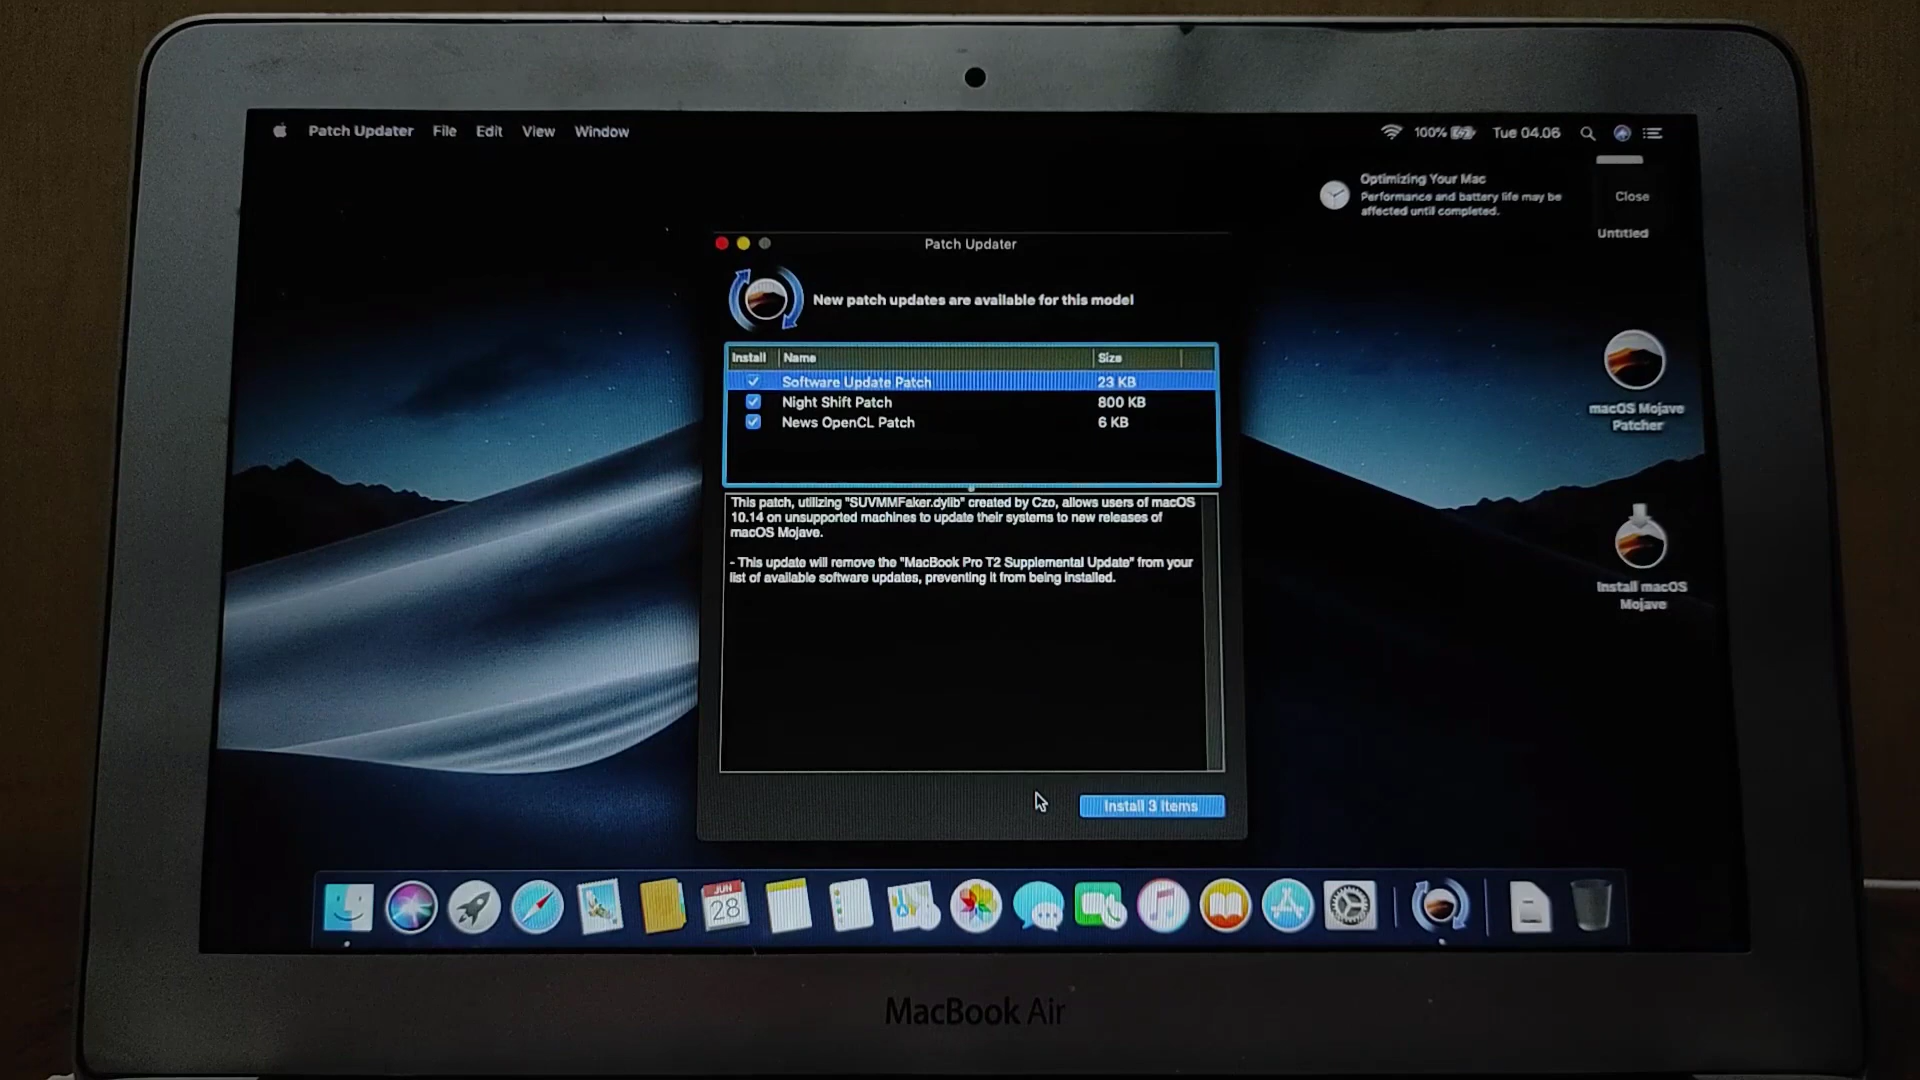 Patch Updater File Edit View Window 100% Tue 04.06
Optimizing Your Mac
Performance and battery life may be
affected until completed.
Close
Untitled
Patch Updater
New patch updates are available for this model
Install Name Size
Software Update Patch 23 KB
Night Shift Patch 800 KB
News OpenCL Patch 6 KB
This patch, utilizing "SUVMMFaker.dylib" created by Czo, allows users of macOS
10.14 on unsupported machines to update their systems to new releases of
macOS Mojave.
- This update will remove the "MacBook Pro T2 Supplemental Update" from your
list of available software updates, preventing it from being installed.
Install 3 Items
macOS Mojave
Patcher
Install macOS
Mojave
JUN
28
MacBook Air